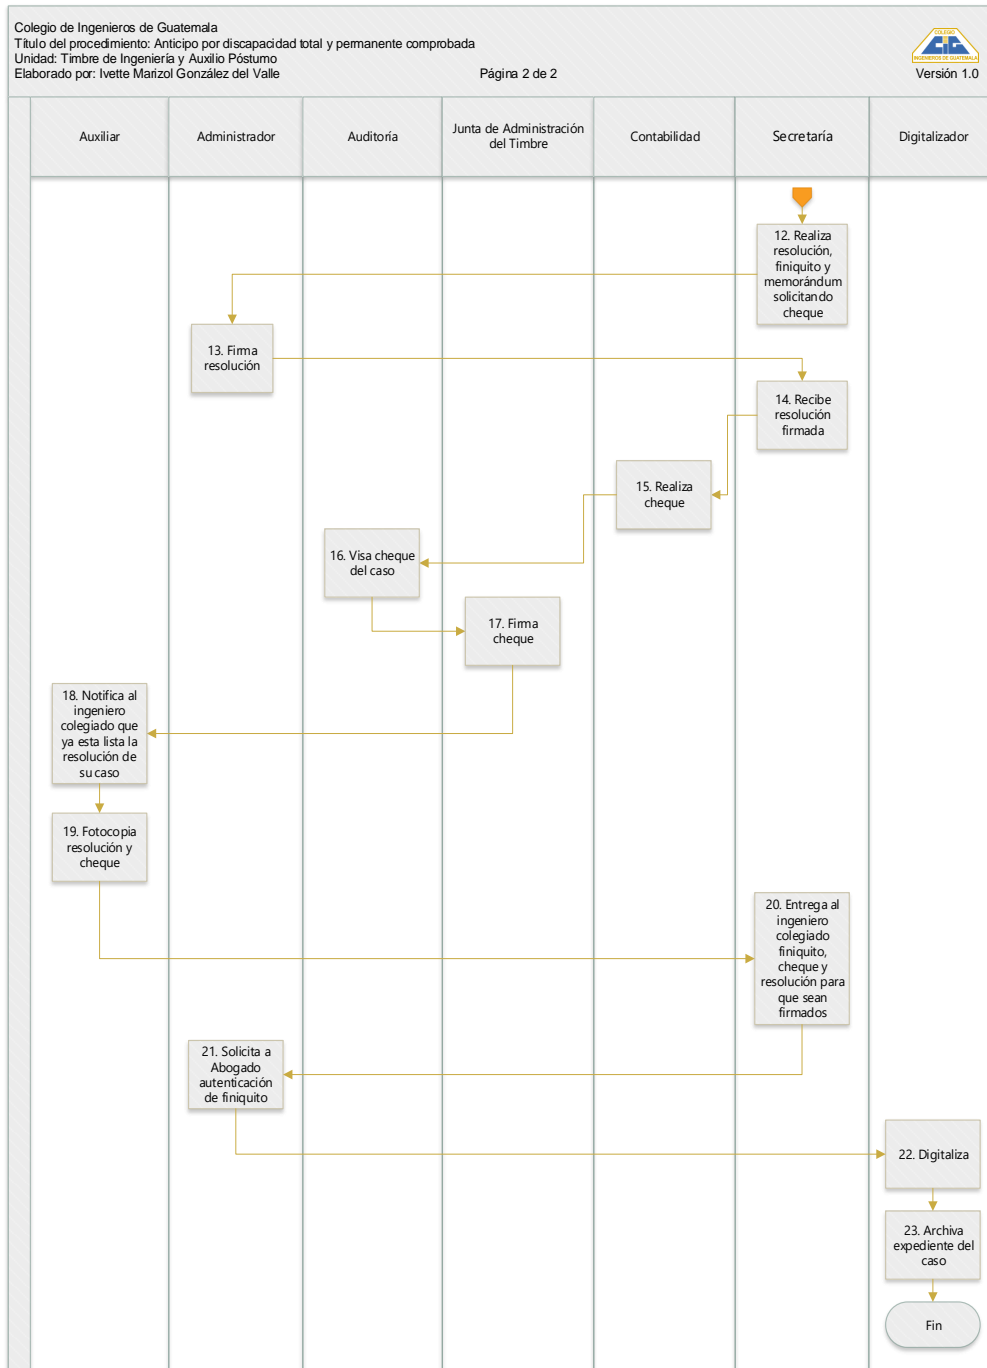 Colegio de Ingenieros de Guatemala
Título del procedimiento: Anticipo por discapacidad total y permanente comprobada
Unidad: Timbre de Ingeniería y Auxilio Póstumo
Elaborado por: Ivette Marizol González del Valle
Página 2 de 2
COLEGIO
CIG
INGENIEROS DE GUATEMALA
Versión 1.0
Auxiliar
Administrador
Auditoría
Junta de Administración
del Timbre
Contabilidad
Secretaría
Digitalizador
12. Realiza
resolución,
finiquito y
memorándum
solicitando
cheque
13. Firma
resolución
14. Recibe
resolución
firmada
15. Realiza
cheque
16. Visa cheque
del caso
17. Firma
cheque
18. Notifica al
ingeniero
colegiado que
ya esta lista la
resolución de
su caso
19. Fotocopia
resolución y
cheque
20. Entrega al
ingeniero
colegiado
finiquito,
cheque y
resolución para
que sean
firmados
21. Solicita a
Abogado
autenticación
de finiquito
22. Digitaliza
23. Archiva
expediente del
caso
Fin